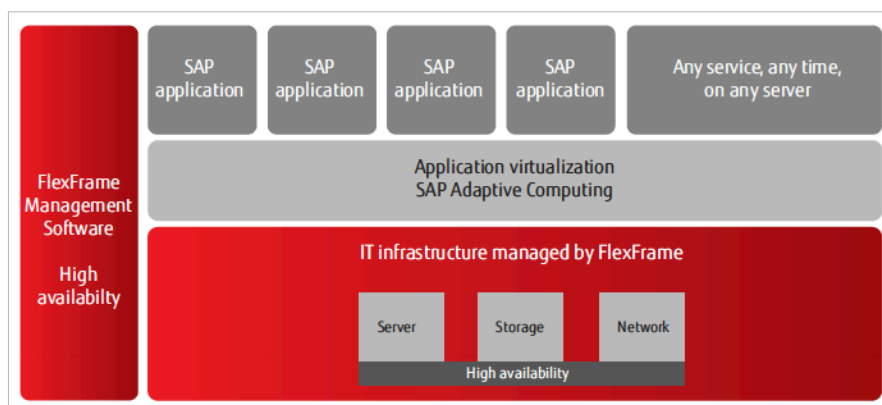 FlexFrame
Management
Software
High
availabilty
SAP
application
SAP
application
SAP
application
SAP
application
Any service, any time,
on any server
Application virtualization
SAP Adaptive Computing
IT infrastructure managed by FlexFrame
Server
Storage
Network
High availability